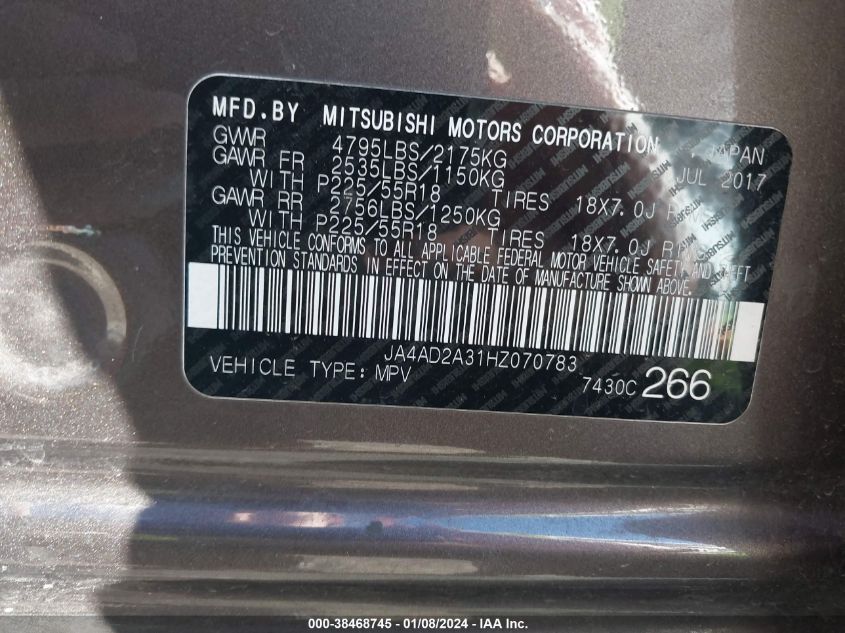 MFD.BY MITSUBISHI MOTORS CORPORATION, JAPAN
GVWR 4795LBS/2175KG JUL 2017
GAWR FR 2535LBS/1150KG
WITH P225/55R18 TIRES 18X7.0J
GAWR RR 2756LBS/1250KG
WITH P225/55R18 TIRES 18X7.0J
THIS VEHICLE CONFORMS TO ALL APPLICABLE FEDERAL MOTOR VEHICLE SAFETY AND THEFT
PREVENTION STANDARDS IN EFFECT ON THE DATE OF MANUFACTURE SHOWN ABOVE.
JA4AD2A31HZ070783
VEHICLE TYPE: MPV 7430C 266
000-38468745 - 01/08/2024 - IAA Inc.